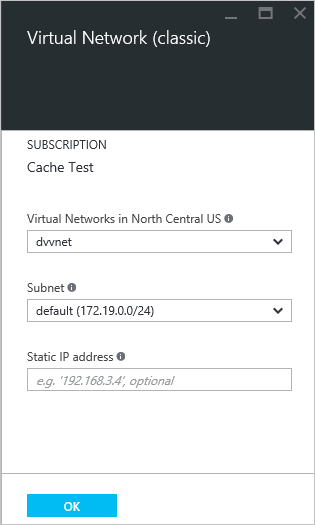 Virtual Network (classic)
SUBSCRIPTION
Cache Test
Virtual Networks in North Central US
dvvnet
Subnet
default (172.19.0.0/24)
Static IP address
e.g. '192.168.3.4', optional
OK